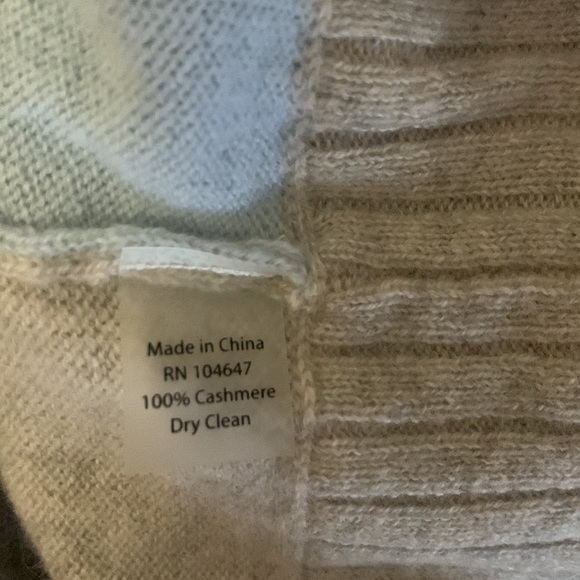 Made in China
RN 104647
100% Cashmere
Dry Clean